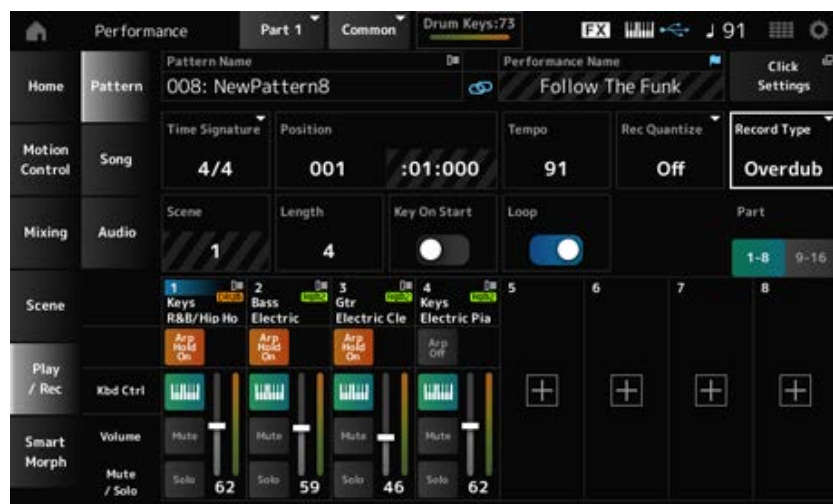 Performance Part 1 Common Drum Keys:73 FX 91
Home Pattern Pattern Name Performance Name Click
008: NewPattern8 Follow The Funk Settings
Motion Control Song Time Signature Position Tempo Rec Quantize Record Type
4/4 001 :01:000 91 Off Overdub
Mixing Audio Scene Length Key On Start Loop Part
1 4 1-8 9-16
Scene 1 2 3 4 5 6 7 8
Keys Bass Gtr Keys
R&B/Hip Ho Electric Electric Cle Electric Pia
Arp Hold On Arp Hold On Arp Hold On Arp Off
Play / Rec Kbd Ctrl
Smart Morph Volume Mute Mute Mute Mute
Mute / Solo Solo 62 Solo 59 Solo 46 Solo 62